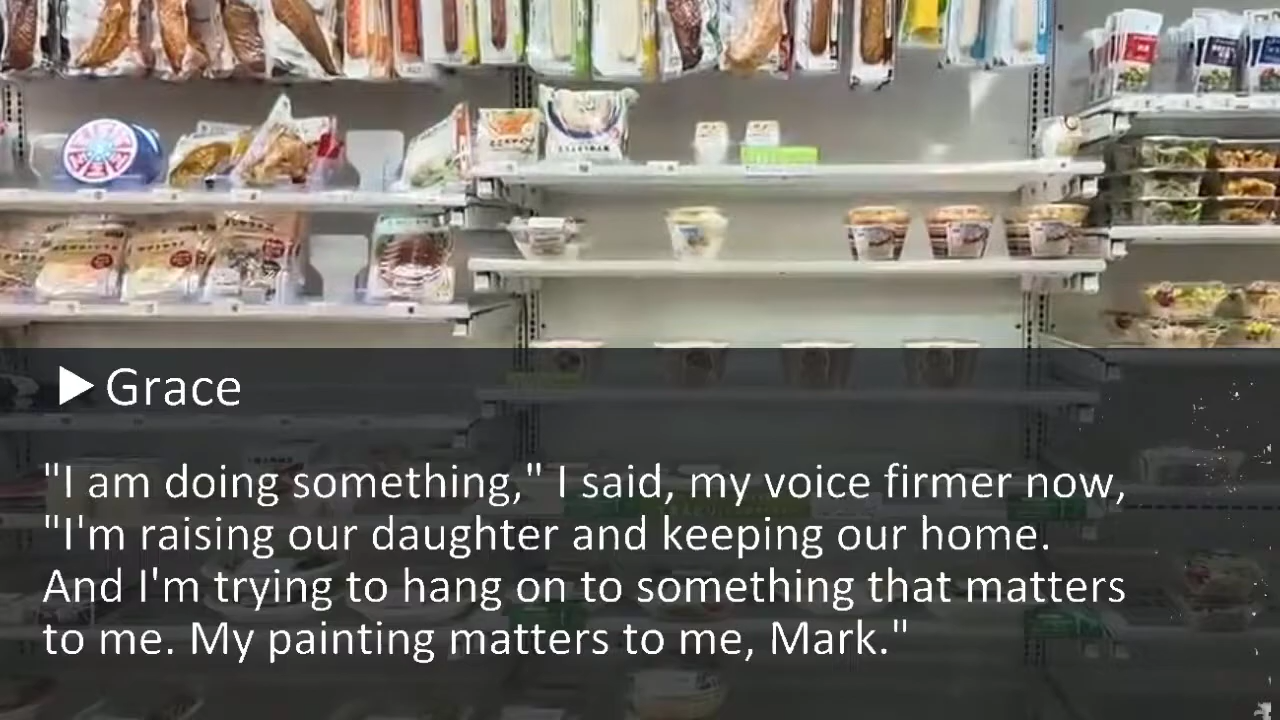 ▶ Grace
"I am doing something," I said, my voice firmer now,
"I'm raising our daughter and keeping our home.
And I'm trying to hang on to something that matters
to me. My painting matters to me, Mark."